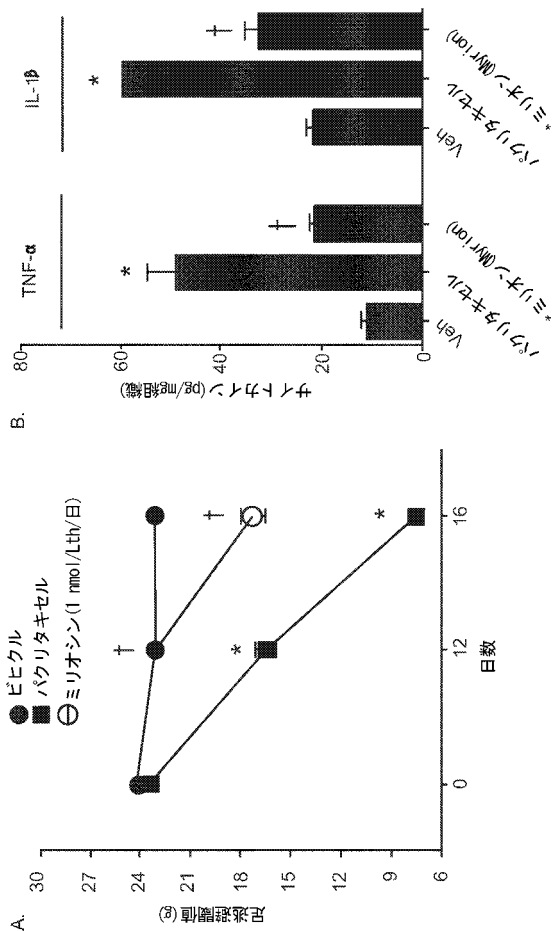 A.
● ビヒクル
■ パクリタキセル
ミリオシン(1 nmol/Lth/日)
足逃避閾値(g)
30
27
24
21
18
15
12
9
6
†
†
*
*
0
12
16
日数
B.
TNF-α
IL-1β
サイトカイン(pg/mg組織)
80
60
40
20
0
*
†
*
†
Veh
パクリタキセル
*ミリオン(Myrion)
Veh
パクリタキセル
*ミリオン(Myrion)